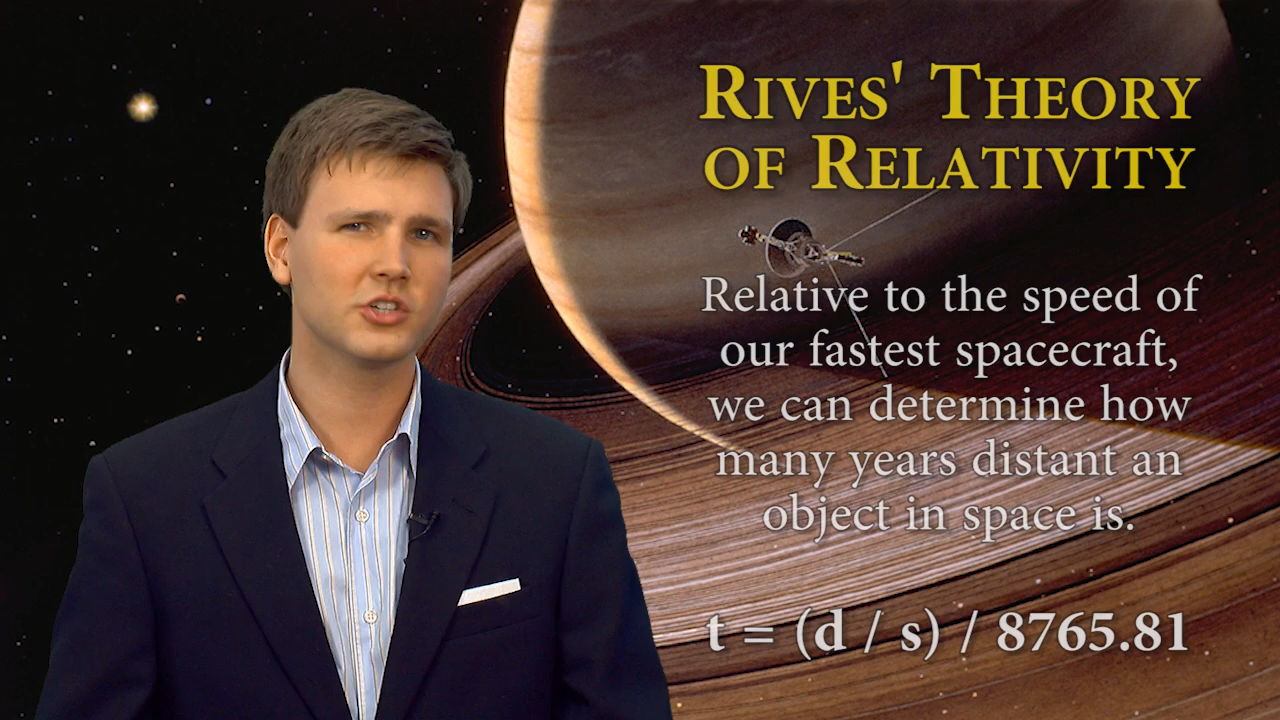 RIVES' THEORY
OF RELATIVITY
Relative to the speed of
our fastest spacecraft,
we can determine how
many years distant an
object in space is.
t = (d / s) / 8765.81